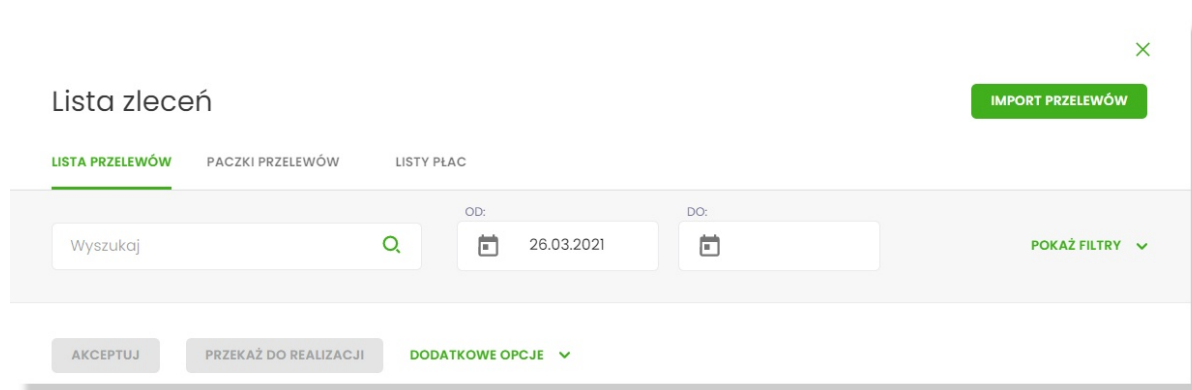 Lista zleceń
IMPORT PRZELEWÓW
LISTA PRZELEWÓW PACZKI PRZELEWÓW LISTY PŁAC
OD: DO:
Wyszukaj 26.03.2021 POKAŻ FILTRY
AKCEPTUJ PRZEKAŻ DO REALIZACJI DODATKOWE OPCJE